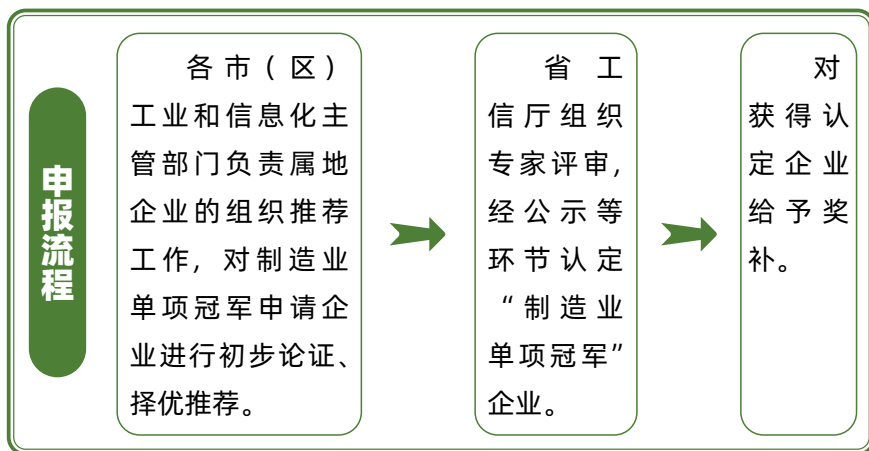 申报流程
各市(区)
工业和信息化主
管部门负责属地
企业的组织推荐
工作,对制造业
单项冠军申请企
业进行初步论证、
择优推荐。
省工
信厅组织
专家评审,
经公示等
环节认定
“制造业
单项冠军”
企业。
对
获得认
定企业
给予奖
补。